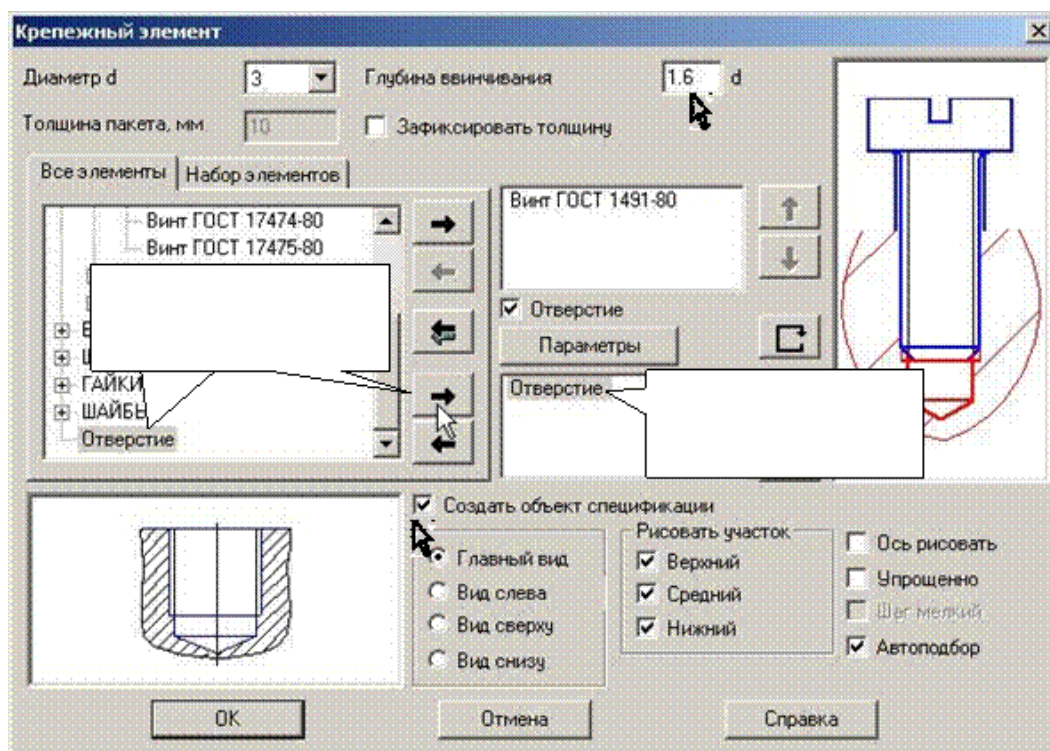 Крепежный элемент
Диаметр d 3 Глубина ввинчивания 1.6 d
Толщина пакета, мм 10 Зафиксировать толщину
Все элементы Набор элементов
Винт ГОСТ 17474-80
Винт ГОСТ 17475-80
ГАЙКИ
Отверстие
Винт ГОСТ 1491-80
Отверстие
Параметры
Отверстие
Создать объект спецификации
Главный вид
Вид слева
Вид сверху
Вид снизу
Рисовать участок
Верхний
Средний
Нижний
Ось рисовать
Упрощенно
Шаг мелкий
Автоподбор
OK Отмена Справка